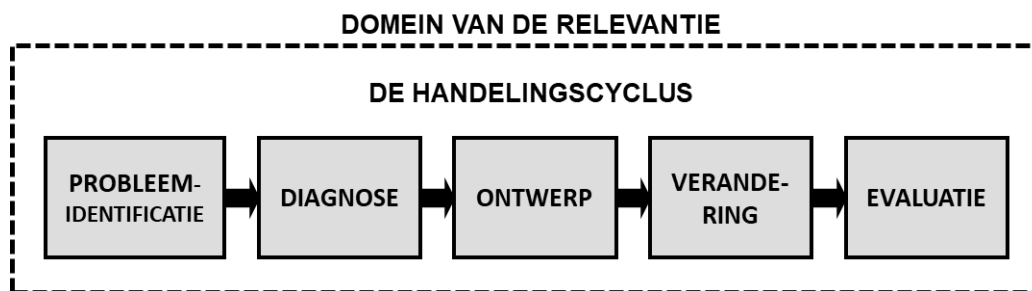 DOMEIN VAN DE RELEVANTIE
DE HANDELINGSCYCLUS
PROBLEEM-
IDENTIFICATIE
DIAGNOSE
ONTWERP
VERANDE-
RING
EVALUATIE